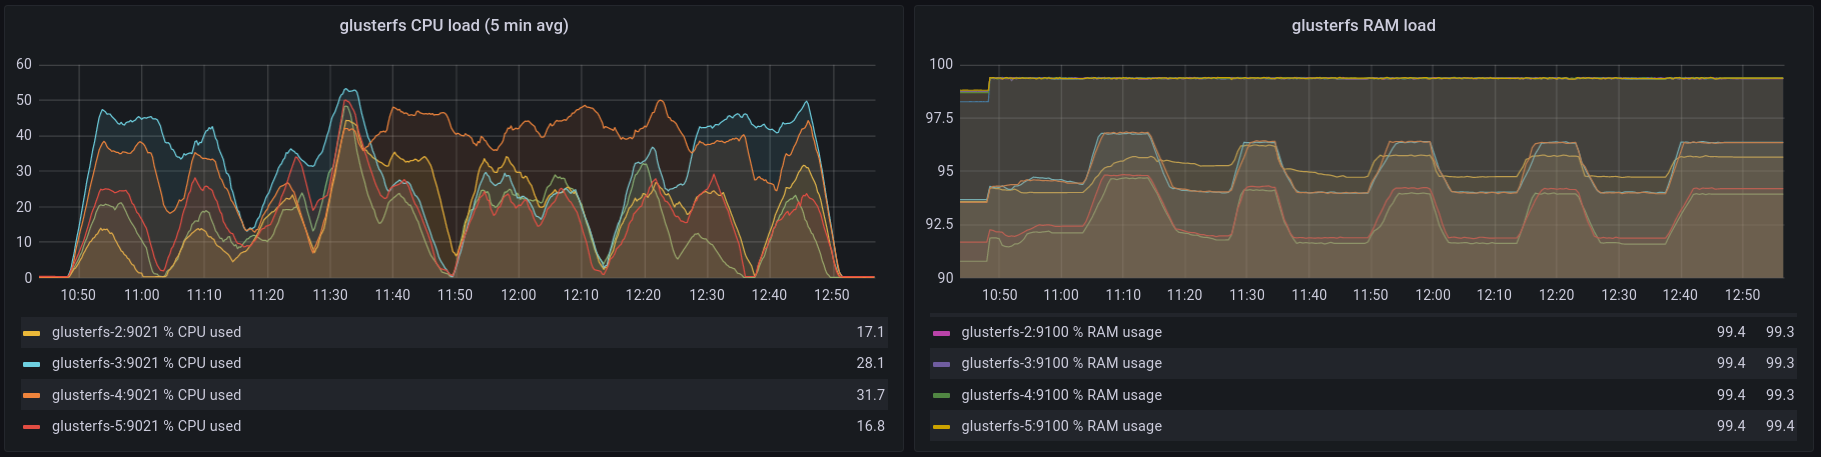 glusterfs CPU load (5 min avg)
60
50
40
30
20
10
0
10:50 11:00 11:10 11:20 11:30 11:40 11:50 12:00 12:10 12:20 12:30 12:40 12:50
glusterfs-2:9021 % CPU used 17.1
glusterfs-3:9021 % CPU used 28.1
glusterfs-4:9021 % CPU used 31.7
glusterfs-5:9021 % CPU used 16.8
glusterfs RAM load
100
97.5
95
92.5
90
10:50 11:00 11:10 11:20 11:30 11:40 11:50 12:00 12:10 12:20 12:30 12:40 12:50
glusterfs-2:9100 % RAM usage 99.4 99.3
glusterfs-3:9100 % RAM usage 99.4 99.3
glusterfs-4:9100 % RAM usage 99.4 99.3
glusterfs-5:9100 % RAM usage 99.4 99.4